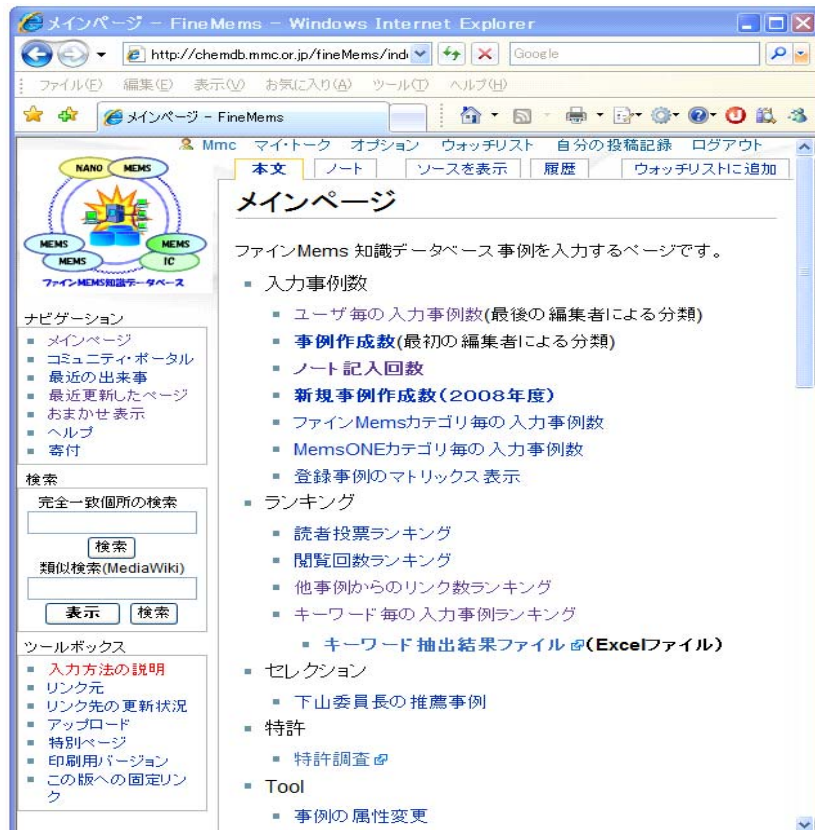 メインページ - FineMems - Windows Internet Explorer
http://chemdb.mmc.or.jp/fineMems/ind
Google
ファイル(F) 編集(E) 表示(V) お気に入り(A) ツール(T) ヘルプ(H)
メインページ - FineMems
Mmc マイ・トーク オプション ウォッチリスト 自分の投稿記録 ログアウト
本文 ノート ソースを表示 履歴 ウォッチリストに追加
NANO MEMS
MEMS MEMS
MEMS IC
ファインMEMS知識データベース
メインページ
ファインMems 知識データベース事例を入力するページです。
入力事例数
ユーザ毎の入力事例数(最後の編集者による分類)
事例作成数(最初の編集者による分類)
ノート記入回数
新規事例作成数(2008年度)
ファインMemsカテゴリ毎の入力事例数
MemsONEカテゴリ毎の入力事例数
登録事例のマトリックス表示
ランキング
読者投票ランキング
閲覧回数ランキング
他事例からのリンク数ランキング
キーワード毎の入力事例ランキング
キーワード抽出結果ファイル(Excelファイル)
セレクション
下山委員長の推薦事例
特許
特許調査
Tool
事例の属性変更
ナビゲーション
メインページ
コミュニティ・ポータル
最近の出来事
最近更新したページ
おまかせ表示
ヘルプ
寄付
検索
完全一致個所の検索
検索
類似検索(MediaWiki)
表示 検索
ツールボックス
入力方法の説明
リンク元
リンク先の更新状況
アップロード
特別ページ
印刷用バージョン
この版への固定リン
ク